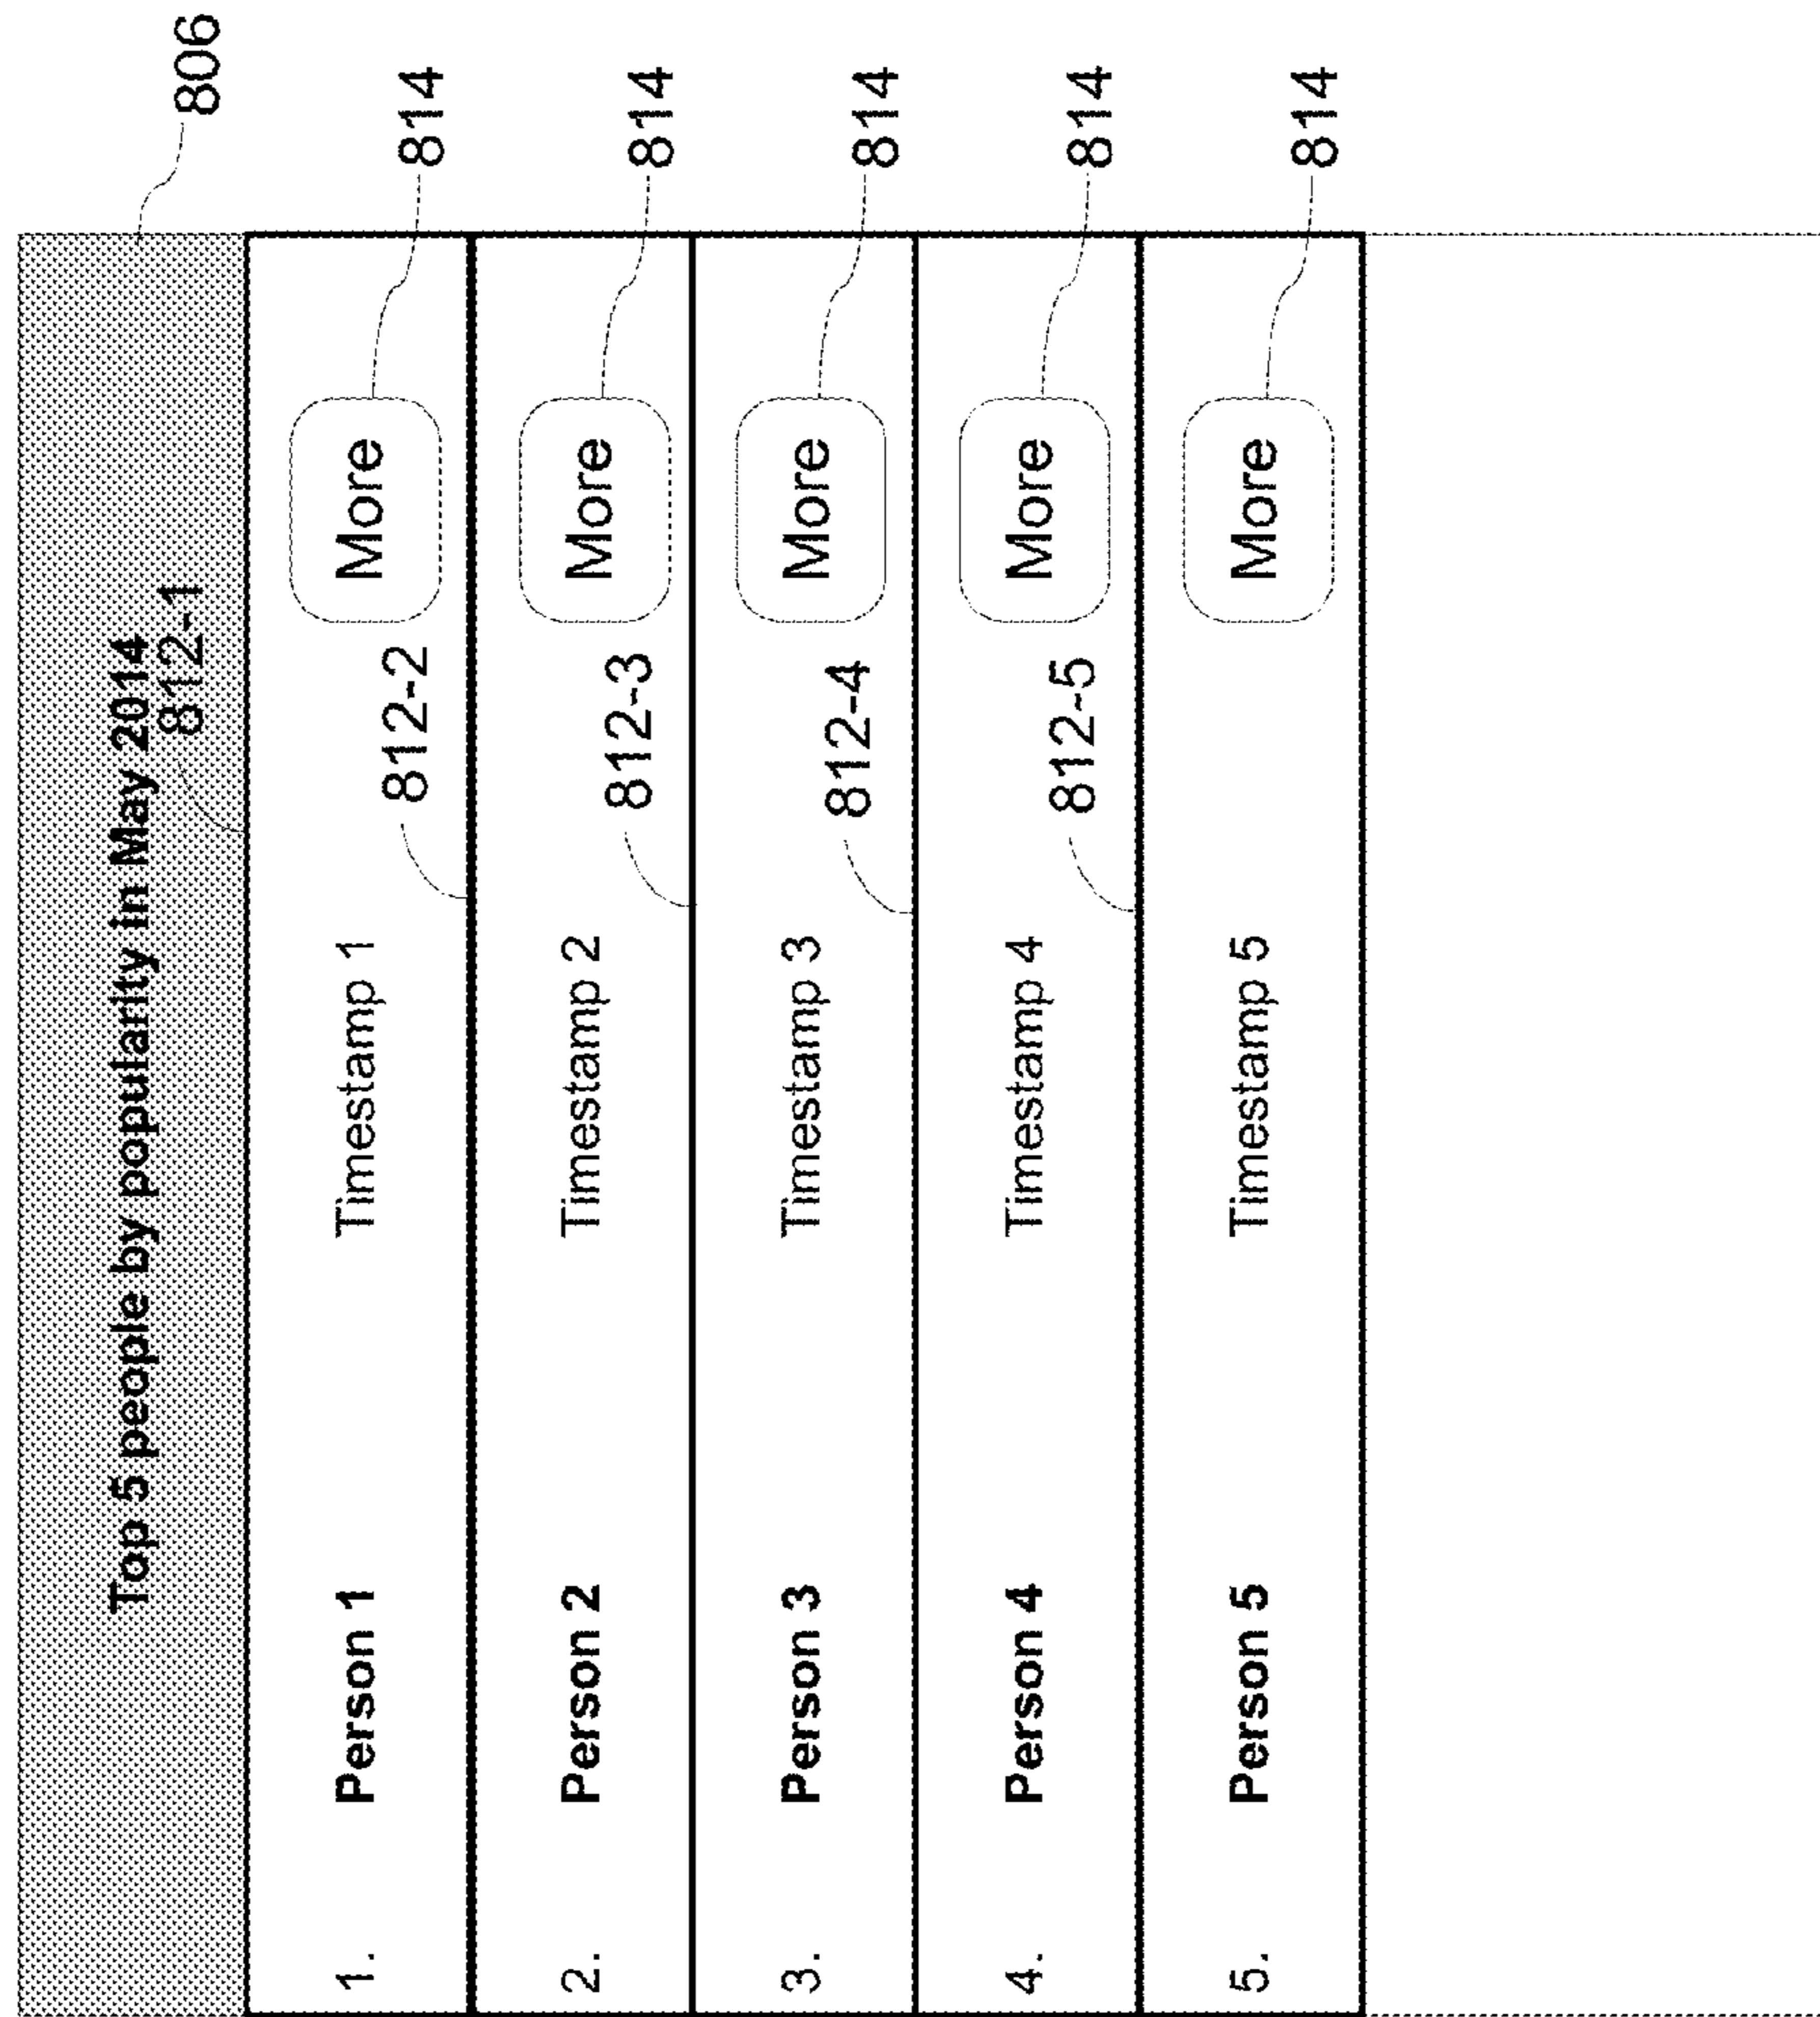 806
Top 5 people by popularity in May 2014
812-1
1. Person 1 Timestamp 1 More 814
812-2
2. Person 2 Timestamp 2 More 814
812-3
3. Person 3 Timestamp 3 More 814
812-4
4. Person 4 Timestamp 4 More 814
812-5
5. Person 5 Timestamp 5 More 814